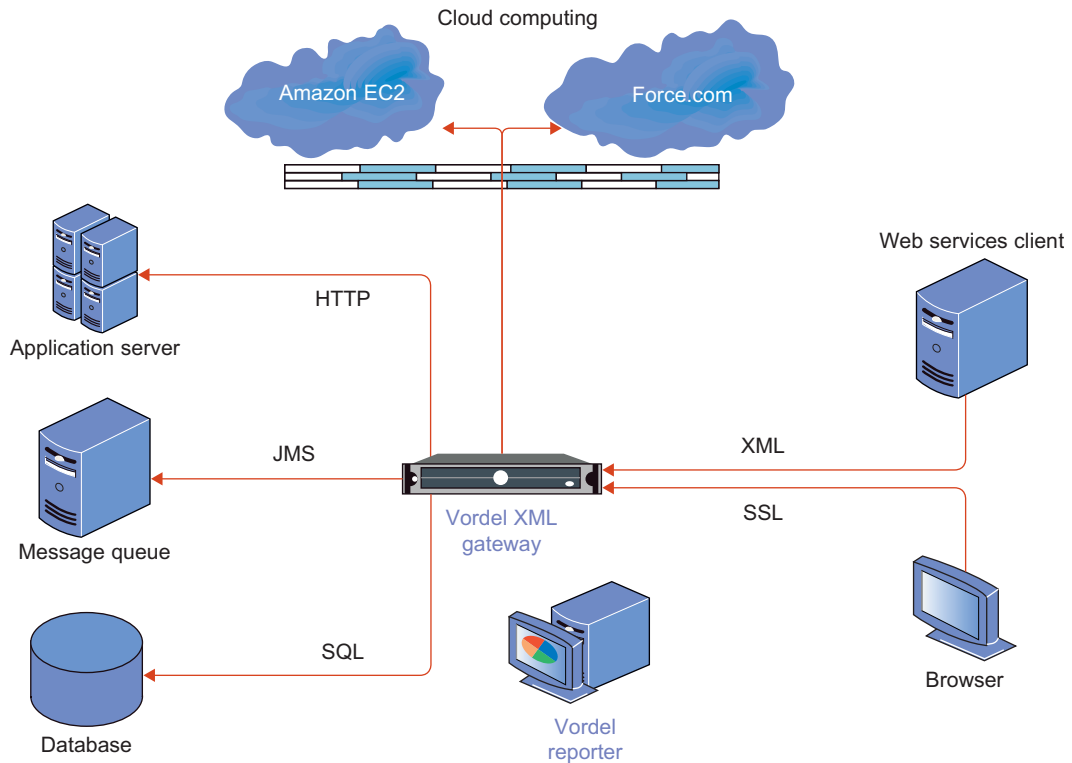 Cloud computing
Amazon EC2
Force.com
Web services client
HTTP
Application server
JMS
XML
Vordel XML
gateway
SSL
Message queue
SQL
Browser
Database
Vordel
reporter